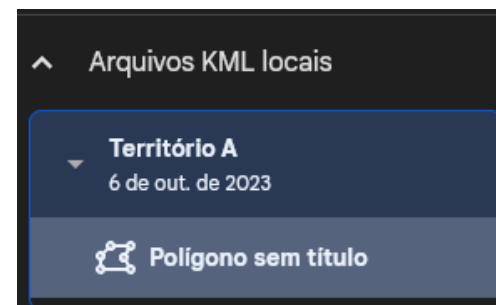 Arquivos KML locais
Território A
6 de out. de 2023
Polígono sem título